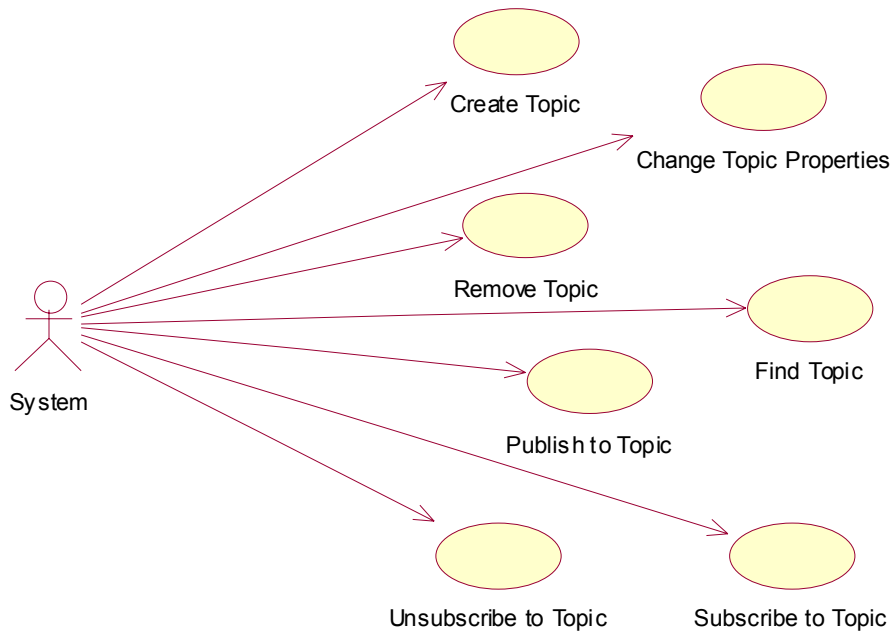 Create Topic
Change Topic Properties
Remove Topic
Find Topic
System
Publish to Topic
Unsubscribe to Topic
Subscribe to Topic